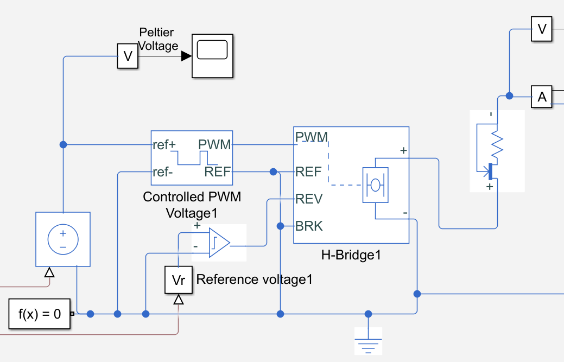 Peltier
Voltage
V
V
A
ref+ PWM
ref- REF
Controlled PWM
Voltage1
PWM
REF
REV
BRK
+
-
H-Bridge1
-
+
+
-
+
-
Vr
Reference voltage1
f(x) = 0